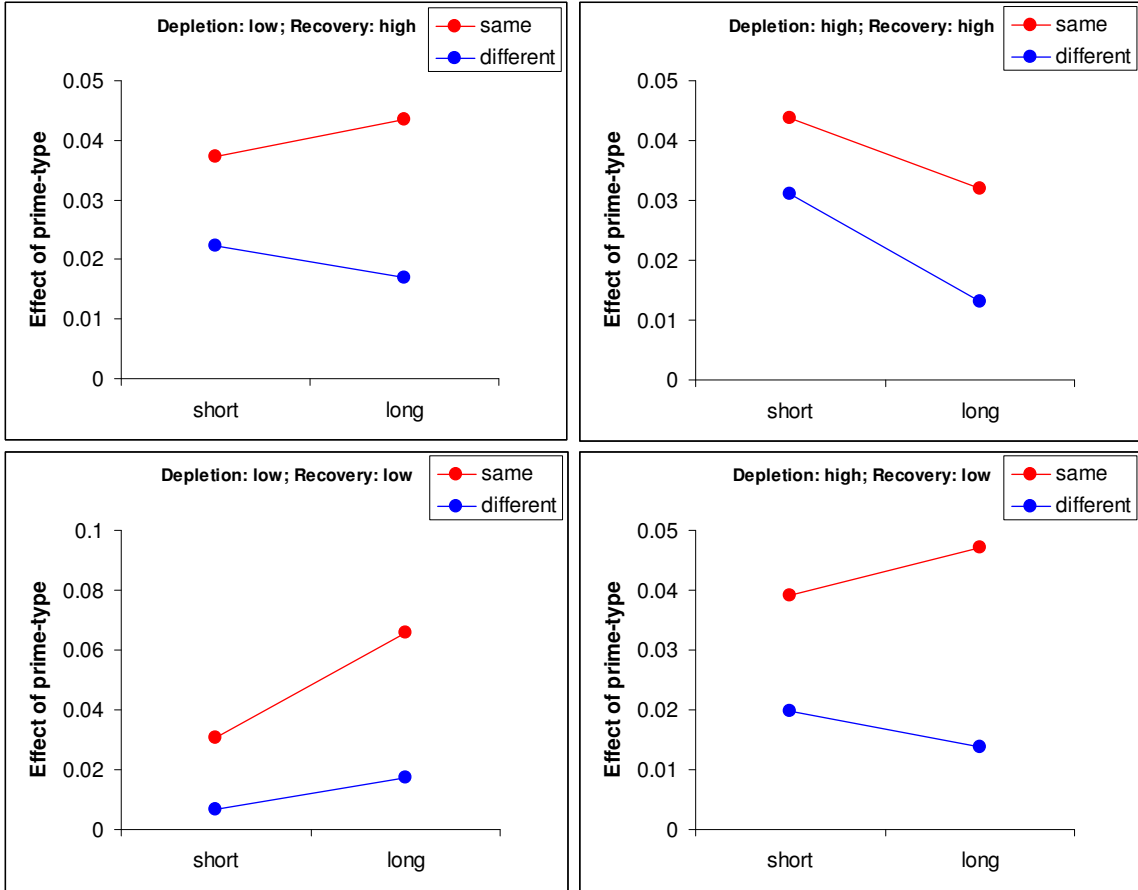 Depletion: low; Recovery: high
same
different
Effect of prime-type
0.05
0.04
0.03
0.02
0.01
0
short long
Depletion: high; Recovery: high
same
different
Effect of prime-type
0.05
0.04
0.03
0.02
0.01
0
short long
Depletion: low; Recovery: low
same
different
Effect of prime-type
0.1
0.08
0.06
0.04
0.02
0
short long
Depletion: high; Recovery: low
same
different
Effect of prime-type
0.05
0.04
0.03
0.02
0.01
0
short long